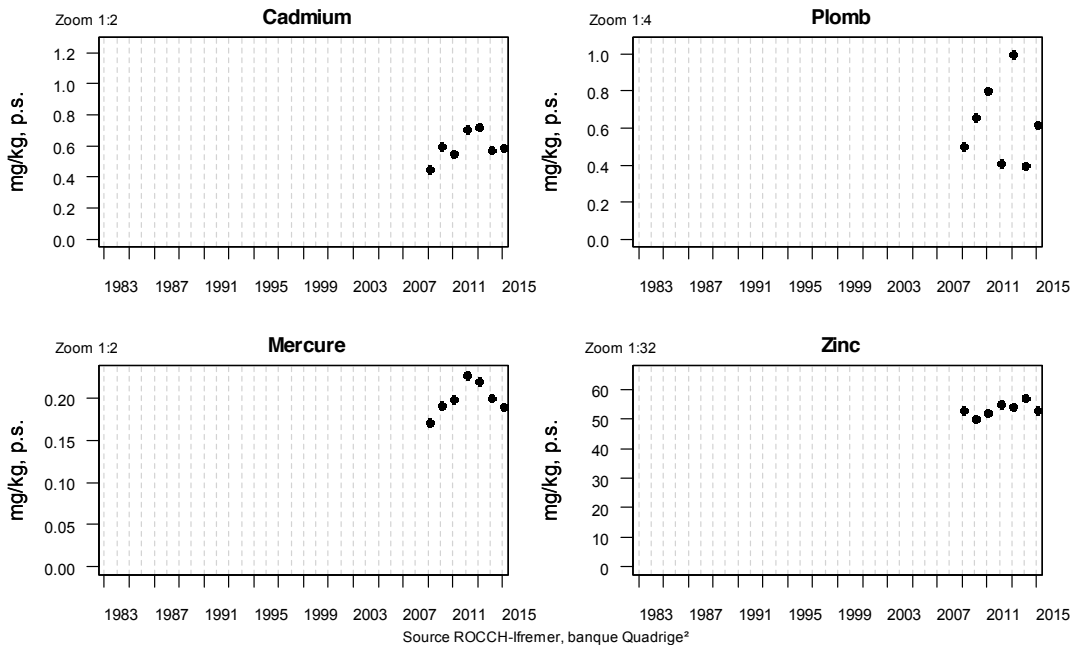 Zoom 1:2
Cadmium
mg/kg, p.s.
1.2
1.0
0.8
0.6
0.4
0.2
0.0
1983 1987 1991 1995 1999 2003 2007 2011 2015
Zoom 1:4
Plomb
mg/kg, p.s.
1.0
0.8
0.6
0.4
0.2
0.0
1983 1987 1991 1995 1999 2003 2007 2011 2015
Zoom 1:2
Mercure
mg/kg, p.s.
0.20
0.15
0.10
0.05
0.00
1983 1987 1991 1995 1999 2003 2007 2011 2015
Zoom 1:32
Zinc
mg/kg, p.s.
60
50
40
30
20
10
0
1983 1987 1991 1995 1999 2003 2007 2011 2015
Source ROCCH-Ifremer, banque Quadrige²